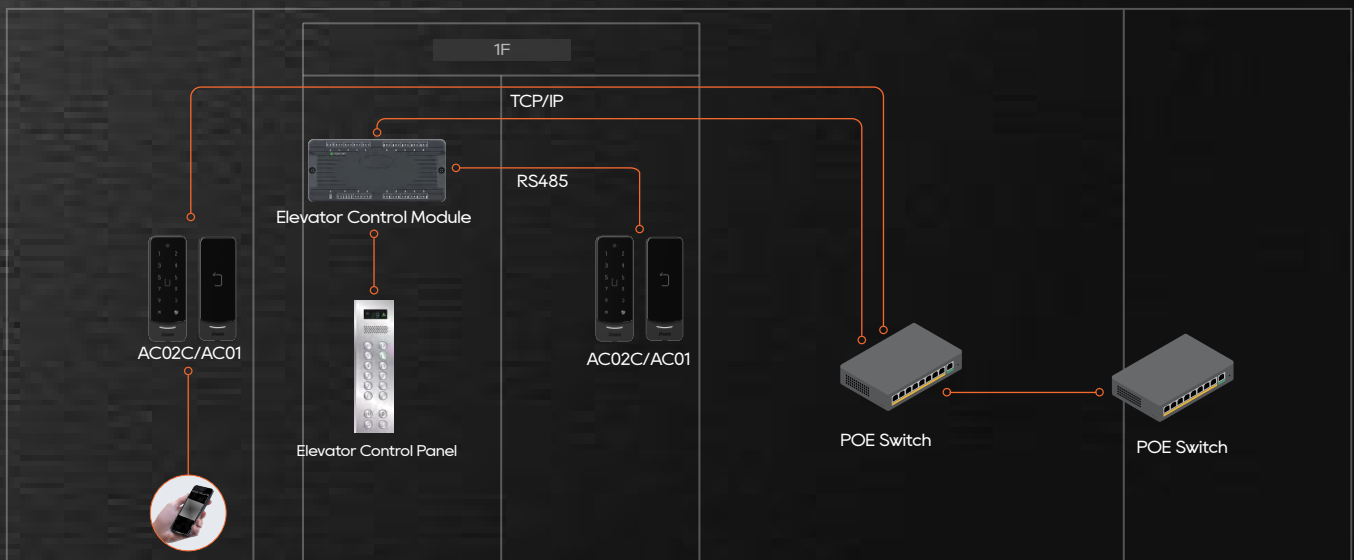 1F
TCP/IP
RS485
Elevator Control Module
AC02C/AC01
AC02C/AC01
Elevator Control Panel
POE Switch
POE Switch